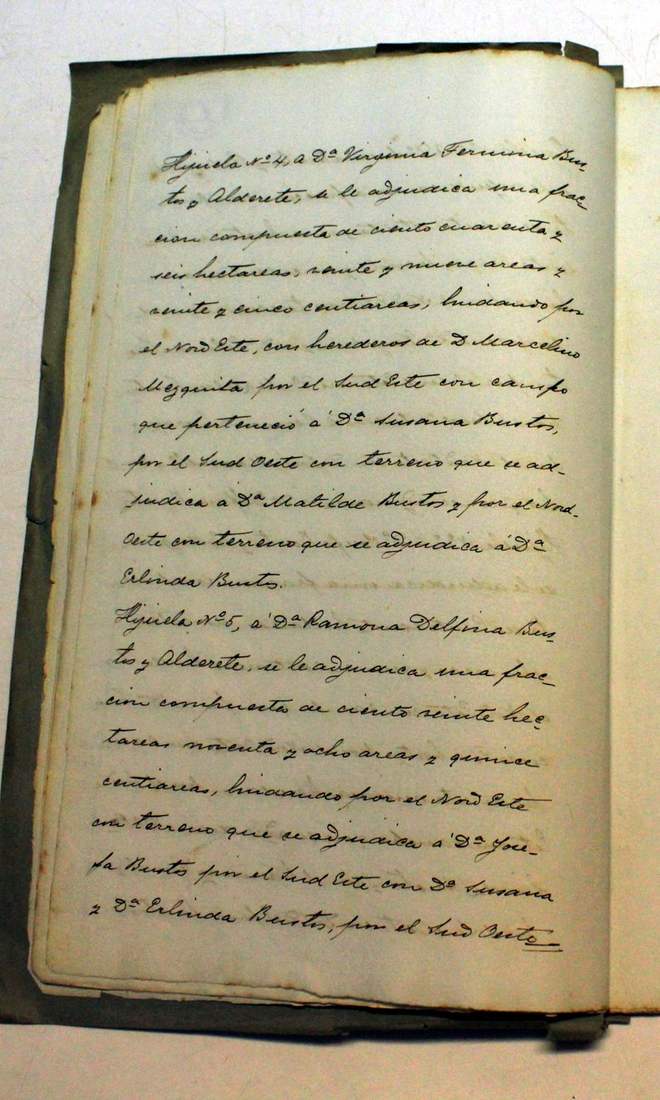 Hijuela Nº 4, a Dª Virginia Fermina Bus-
tos y Alderete, se le adjudica una frac-
cion compuesta de ciento cuarenta y
seis hectareas, veinte y nueve areas y
veinte y cinco centiareas, lindando por
el Nord Este, con herederos de D Marcelino
Mezquita por el Sud Este con campo
que perteneció á Dª Susana Bustos,
por el Sud Oeste con terreno que se ad-
judica á Dª Matilde Bustos y por el Nord-
Oeste con terreno que se adjudica á Dª
Erlinda Bustos.
Hijuela Nº 5, á Dª Ramona Delfina Bus-
tos y Alderete, se le adjudica una frac-
cion compuesta de ciento veinte hec-
tareas noventa y ocho areas y quince
centiareas, lindando por el Nord Este
con terreno que se adjudica á Dª Jose-
fa Bustos por el Sud Este con Dª Susana
y Dª Erlinda Bustos, por el Sud Oeste